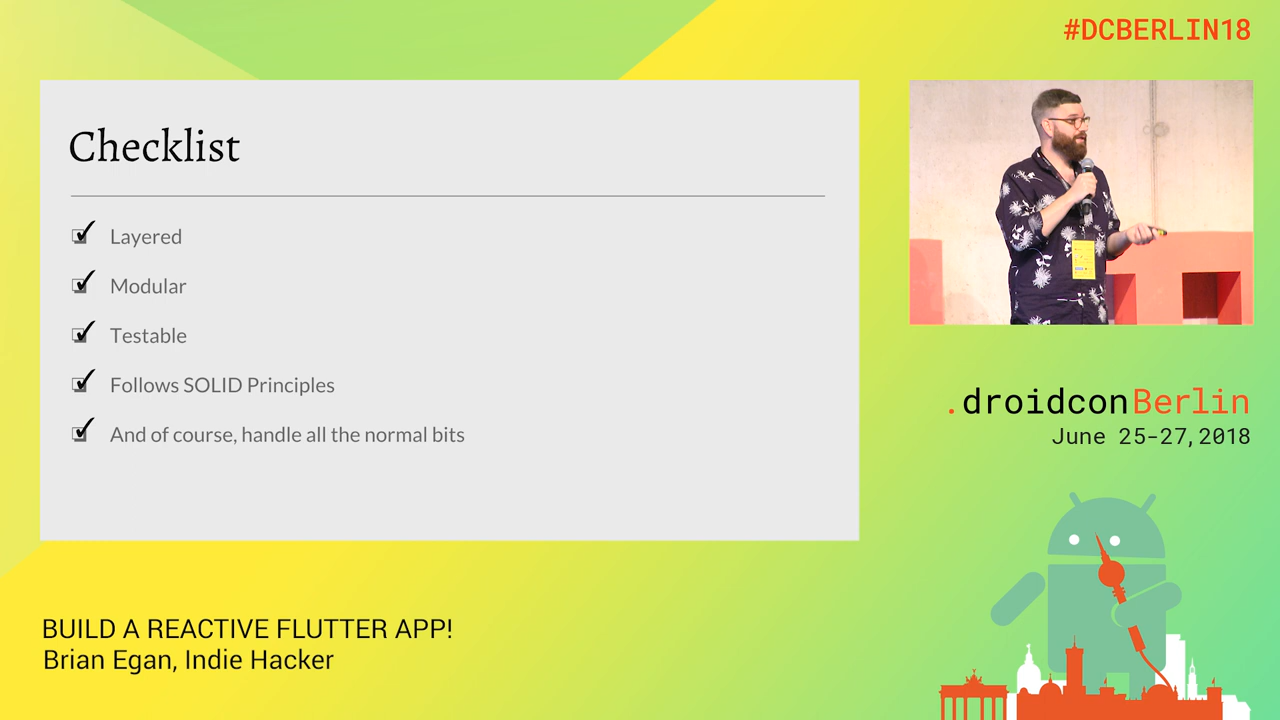 #DCBERLIN18
Checklist
Layered
Modular
Testable
Follows SOLID Principles
And of course, handle all the normal bits
.droidconBerlin
June 25-27, 2018
BUILD A REACTIVE FLUTTER APP!
Brian Egan, Indie Hacker